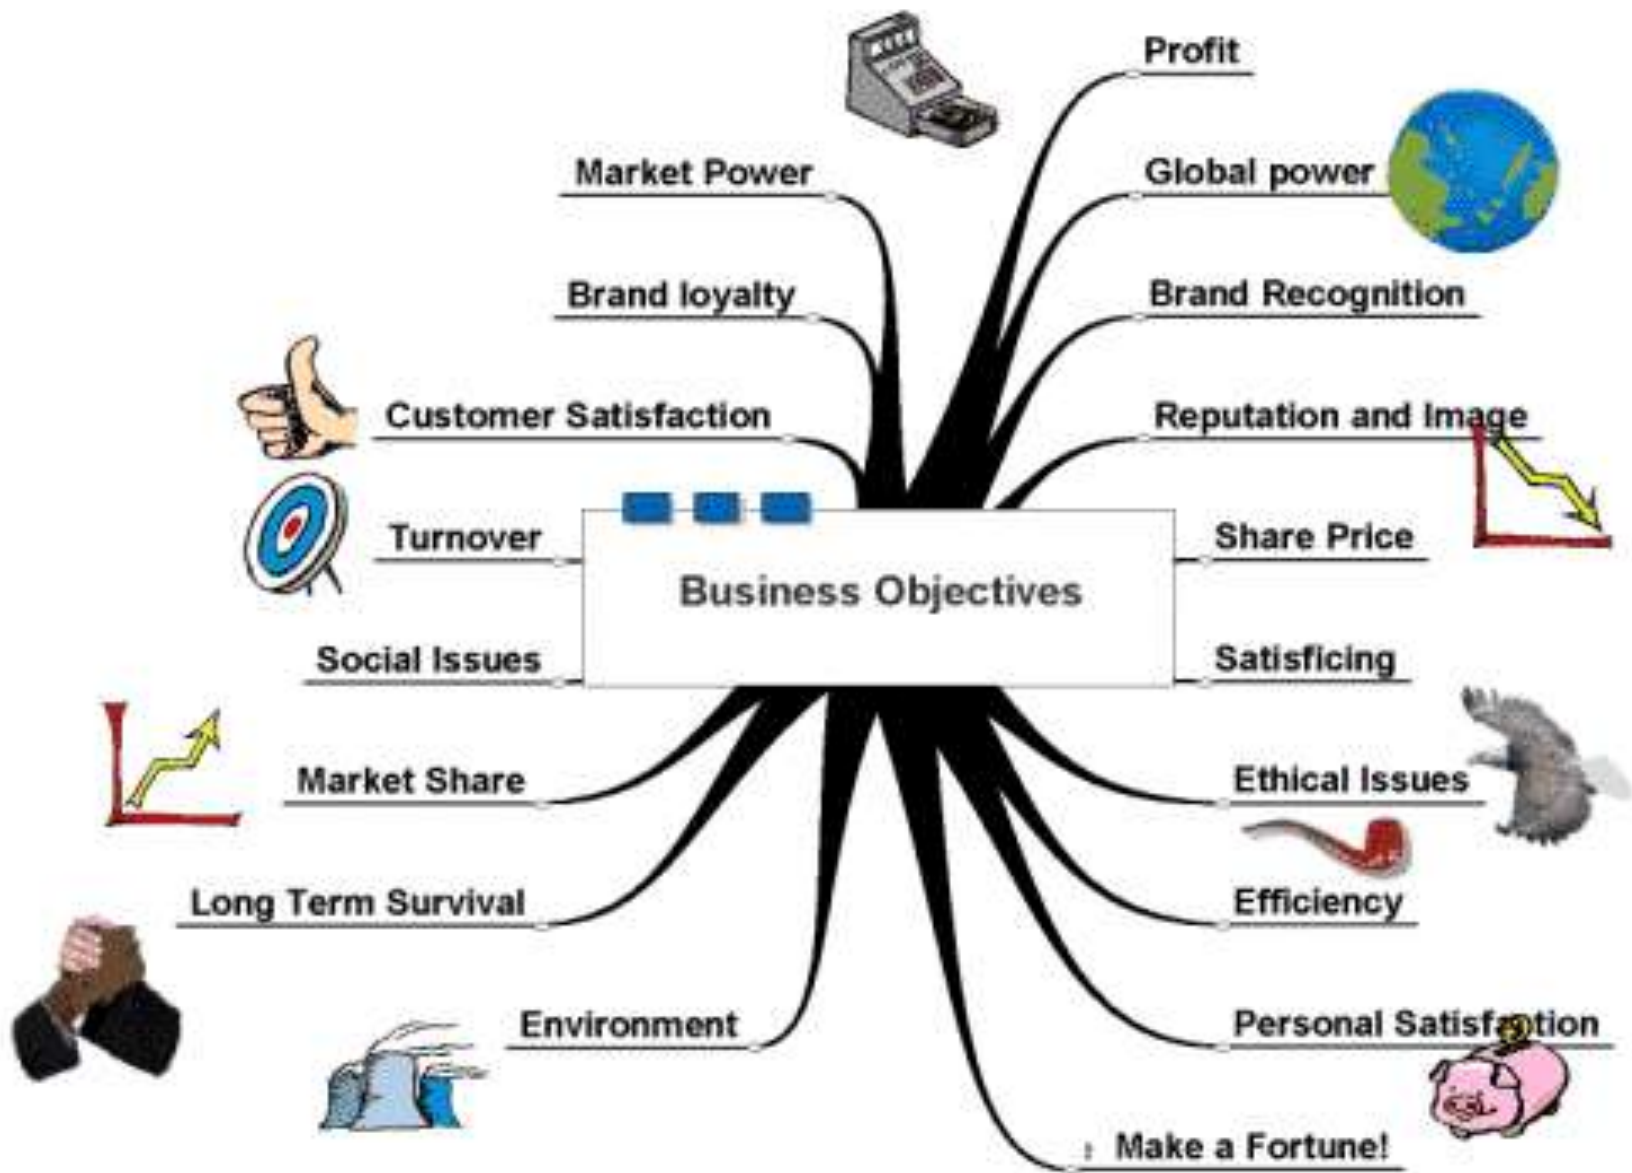 Profit
Market Power
Global power
Brand loyalty
Brand Recognition
Customer Satisfaction
Reputation and Image
Turnover
Share Price
Business Objectives
Social Issues
Satisficing
Market Share
Ethical Issues
Long Term Survival
Efficiency
Environment
Personal Satisfaction
Make a Fortune!